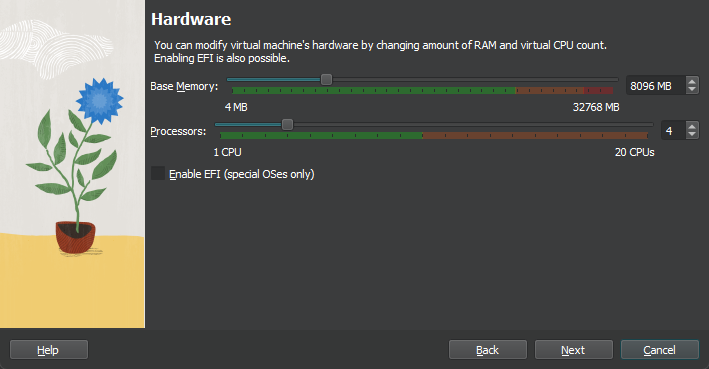 Hardware
You can modify virtual machine's hardware by changing amount of RAM and virtual CPU count.
Enabling EFI is also possible.
Base Memory: 8096 MB
4 MB 32768 MB
Processors: 4
1 CPU 20 CPUs
Enable EFI (special OSes only)
Help Back Next Cancel